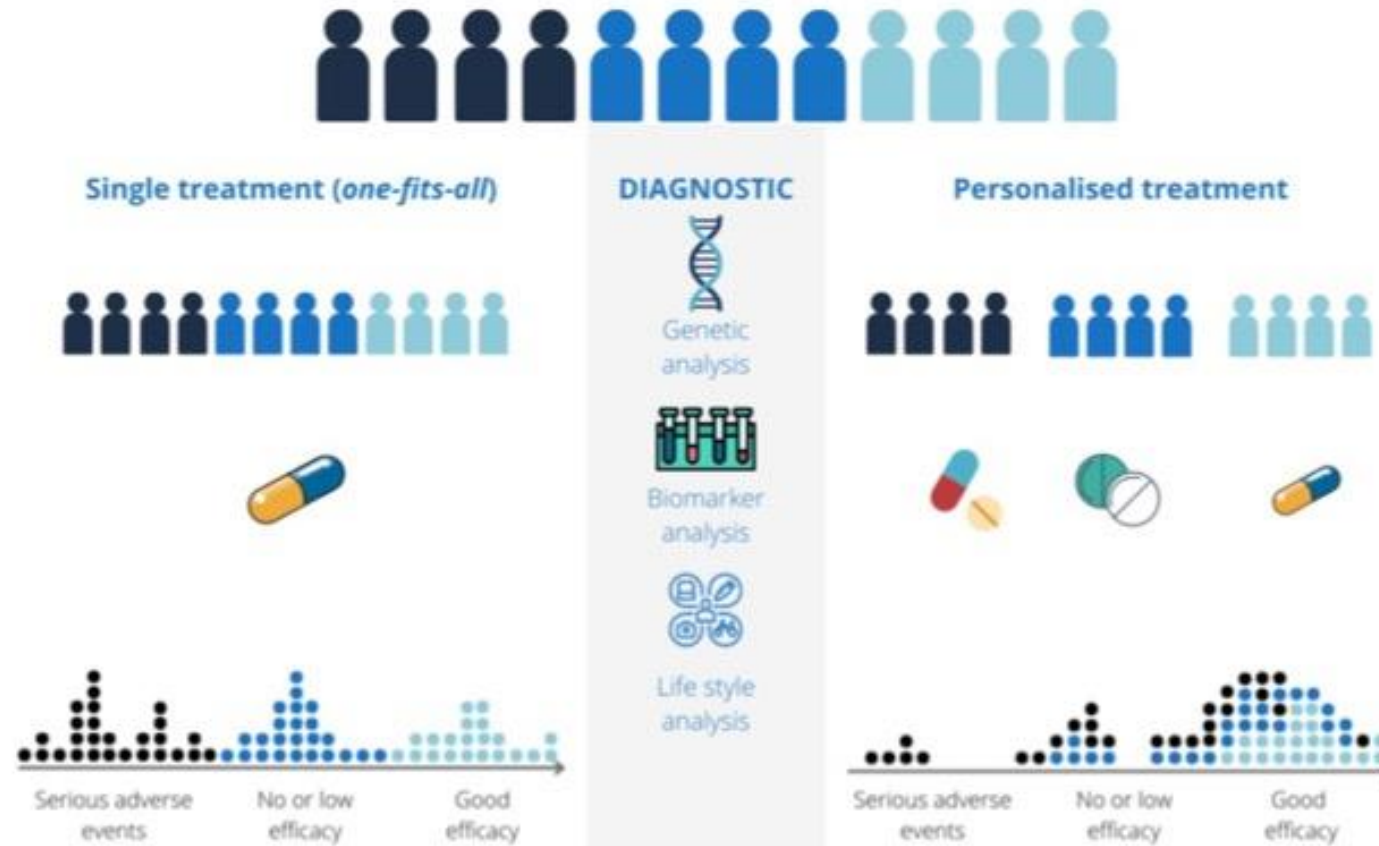 Single treatment (one-fits-all)
DIAGNOSTIC
Personalised treatment
Genetic
analysis
Biomarker
analysis
Life style
analysis
Serious adverse
events
No or low
efficacy
Good
efficacy
Serious adverse
events
No or low
efficacy
Good
efficacy